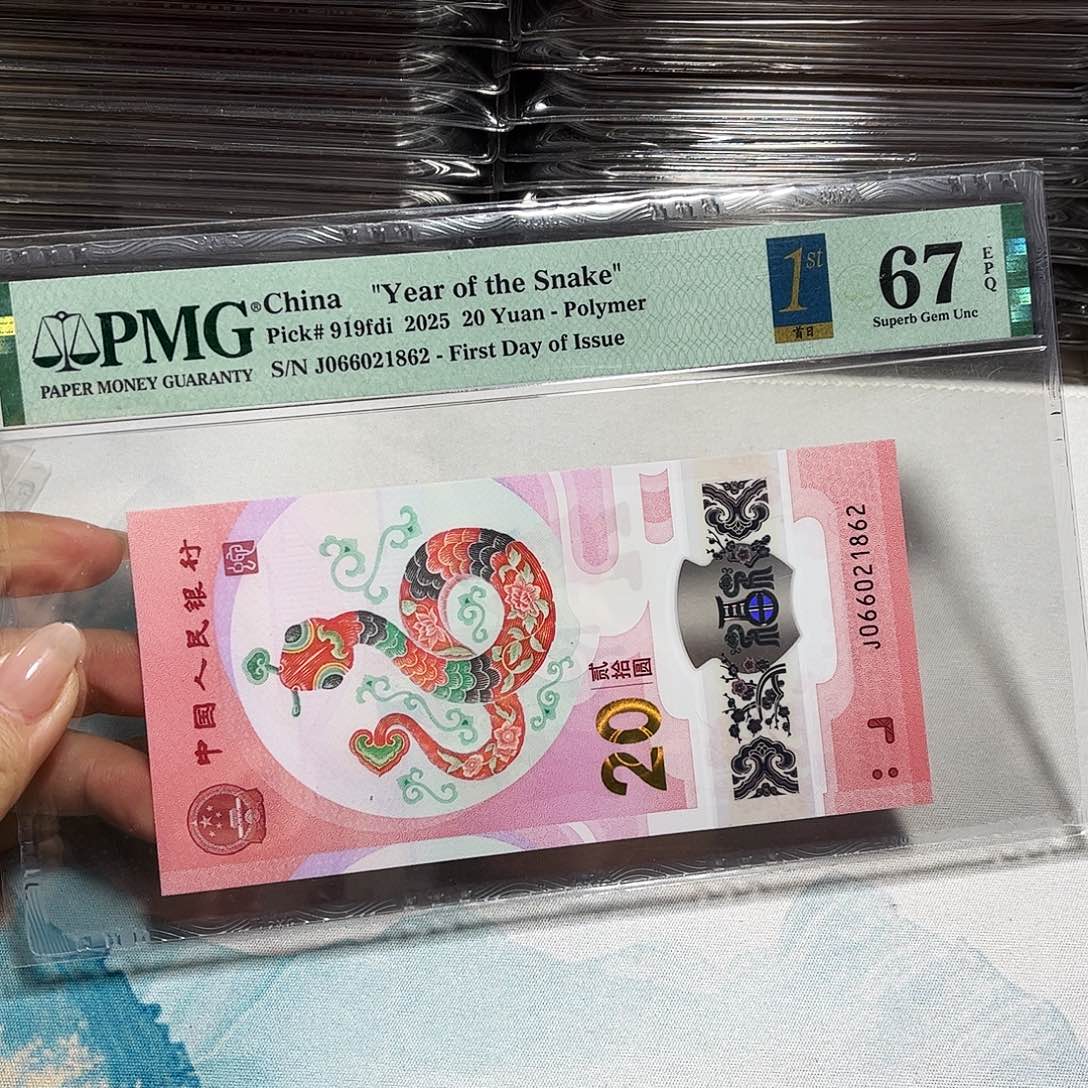 PMG®
PAPER MONEY GUARANTY
China "Year of the Snake"
Pick# 919fdi 2025 20 Yuan - Polymer
S/N J066021862 - First Day of Issue
1st
首日
67
EPQ
Superb Gem Unc
中国人民银行
贰拾圆
20
福
J066021862